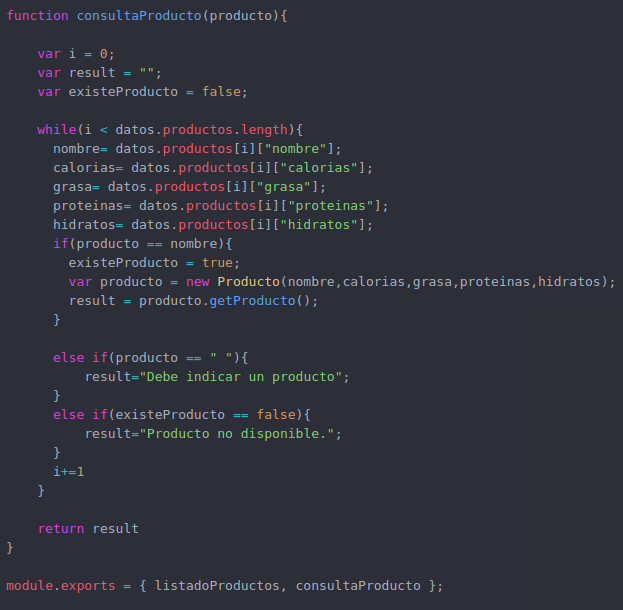 function consultaProducto(producto){
var i = 0;
var result = "";
var existeProducto = false;
while(i < datos.productos.length){
nombre= datos.productos[i]["nombre"];
calorias= datos.productos[i]["calorias"];
grasa= datos.productos[i]["grasa"];
proteinas= datos.productos[i]["proteinas"];
hidratos= datos.productos[i]["hidratos"];
if(producto == nombre){
existeProducto = true;
var producto = new Producto(nombre,calorias,grasa,proteinas,hidratos);
result = producto.getProducto();
}
else if(producto == " "){
result="Debe indicar un producto";
}
else if(existeProducto == false){
result="Producto no disponible.";
}
i+=1
}
return result
}
module.exports = { listadoProductos, consultaProducto };